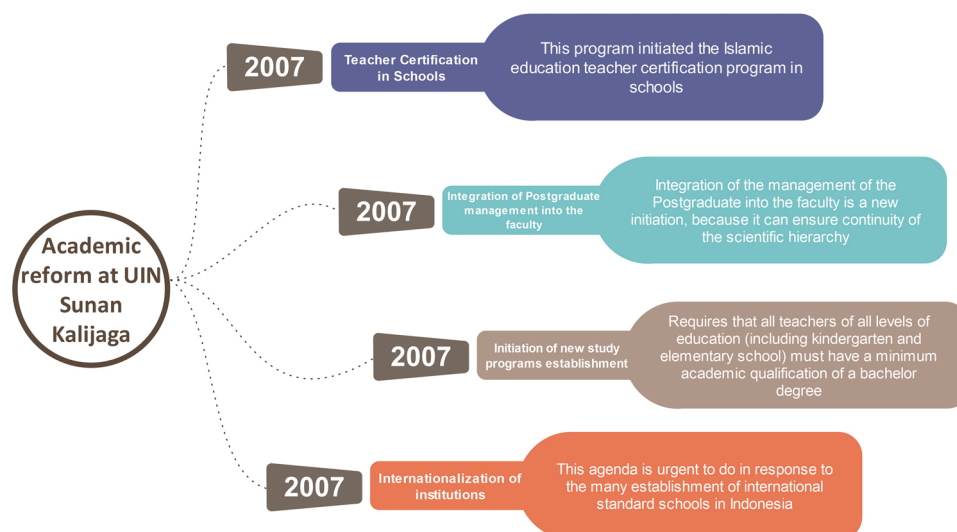 Academic
reform at UIN
Sunan
Kalijaga
2007
Teacher Certification
in Schools
This program initiated the Islamic
education teacher certification program in
schools
2007
Integration of Postgraduate
management into the
faculty
Integration of the management of the
Postgraduate into the faculty is a new
initiation, because it can ensure continuity of
the scientific hierarchy
2007
Initiation of new study
programs establishment
Requires that all teachers of all levels of
education (including kindergarten and
elementary school) must have a minimum
academic qualification of a bachelor
degree
2007
Internationalization of
institutions
This agenda is urgent to do in response to
the many establishment of international
standard schools in Indonesia